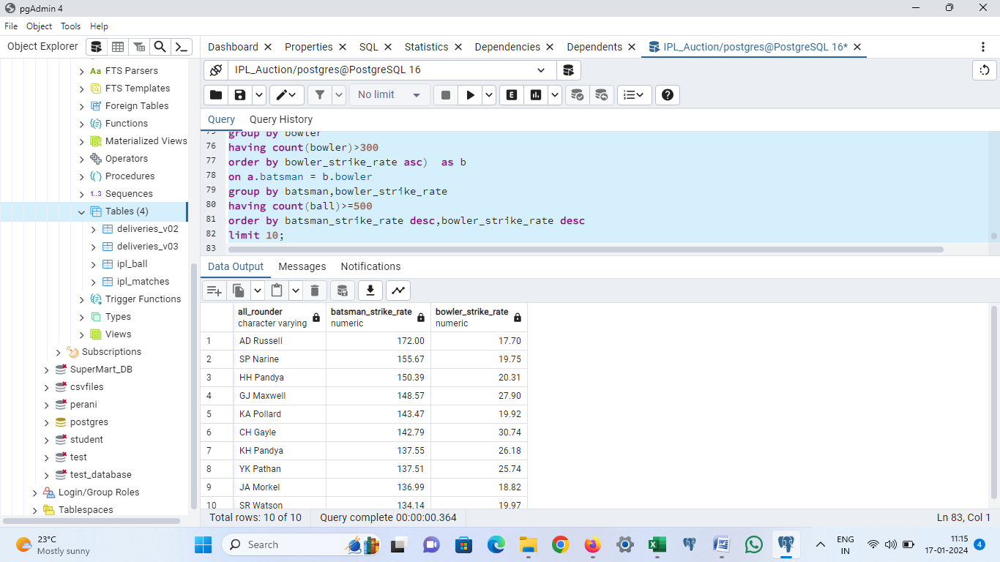 pgAdmin 4
File Object Tools Help
Object Explorer
Dashboard Properties SQL Statistics Dependencies Dependents IPL_Auction/postgres@PostgreSQL 16*
FTS Parsers
FTS Templates
Foreign Tables
Functions
Materialized Views
Operators
Procedures
1..3 Sequences
Tables (4)
deliveries_v02
deliveries_v03
ipl_ball
ipl_matches
Trigger Functions
Types
Views
Subscriptions
SuperMart_DB
csvfiles
perani
postgres
student
test
test_database
Login/Group Roles
Tablespaces
IPL_Auction/postgres@PostgreSQL 16
No limit
Query Query History
75 group by bowler
76 having count(bowler)>300
77 order by bowler_strike_rate asc)  as b
78 on a.batsman = b.bowler
79 group by batsman,bowler_strike_rate
80 having count(ball)>=500
81 order by batsman_strike_rate desc,bowler_strike_rate desc
82 limit 10;
83
Data Output Messages Notifications
all_rounder batsman_strike_rate bowler_strike_rate
character varying numeric numeric
1 AD Russell 172.00 17.70
2 SP Narine 155.67 19.75
3 HH Pandya 150.39 20.31
4 GJ Maxwell 148.57 27.90
5 KA Pollard 143.47 19.92
6 CH Gayle 142.79 30.74
7 KH Pandya 137.55 26.18
8 YK Pathan 137.51 25.74
9 JA Morkel 136.99 18.82
10 SR Watson 134.14 19.97
Total rows: 10 of 10 Query complete 00:00:00.364 Ln 83, Col 1
23°C
Mostly sunny
Search
ENG
IN
11:15
17-01-2024
4